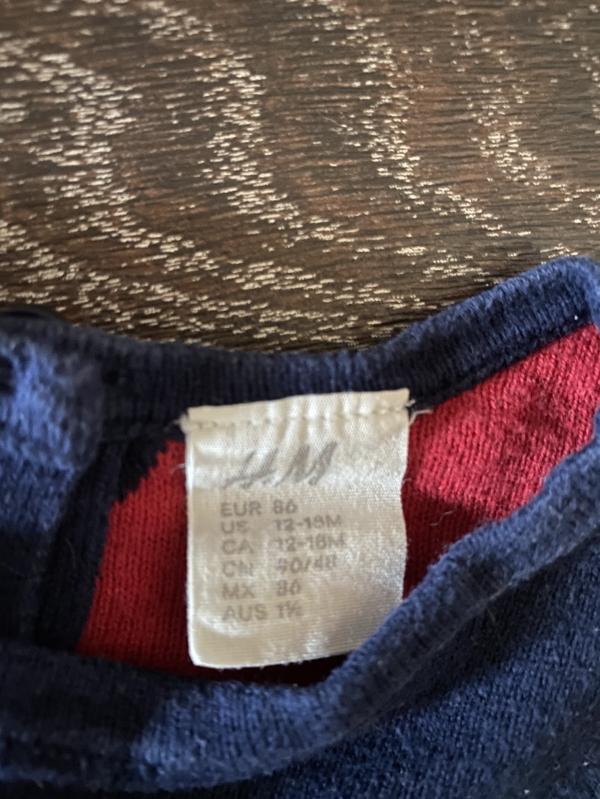 H&M
EUR 86
US 12-18M
CA 12-18M
CN 90/48
MX 86
AUS 1½